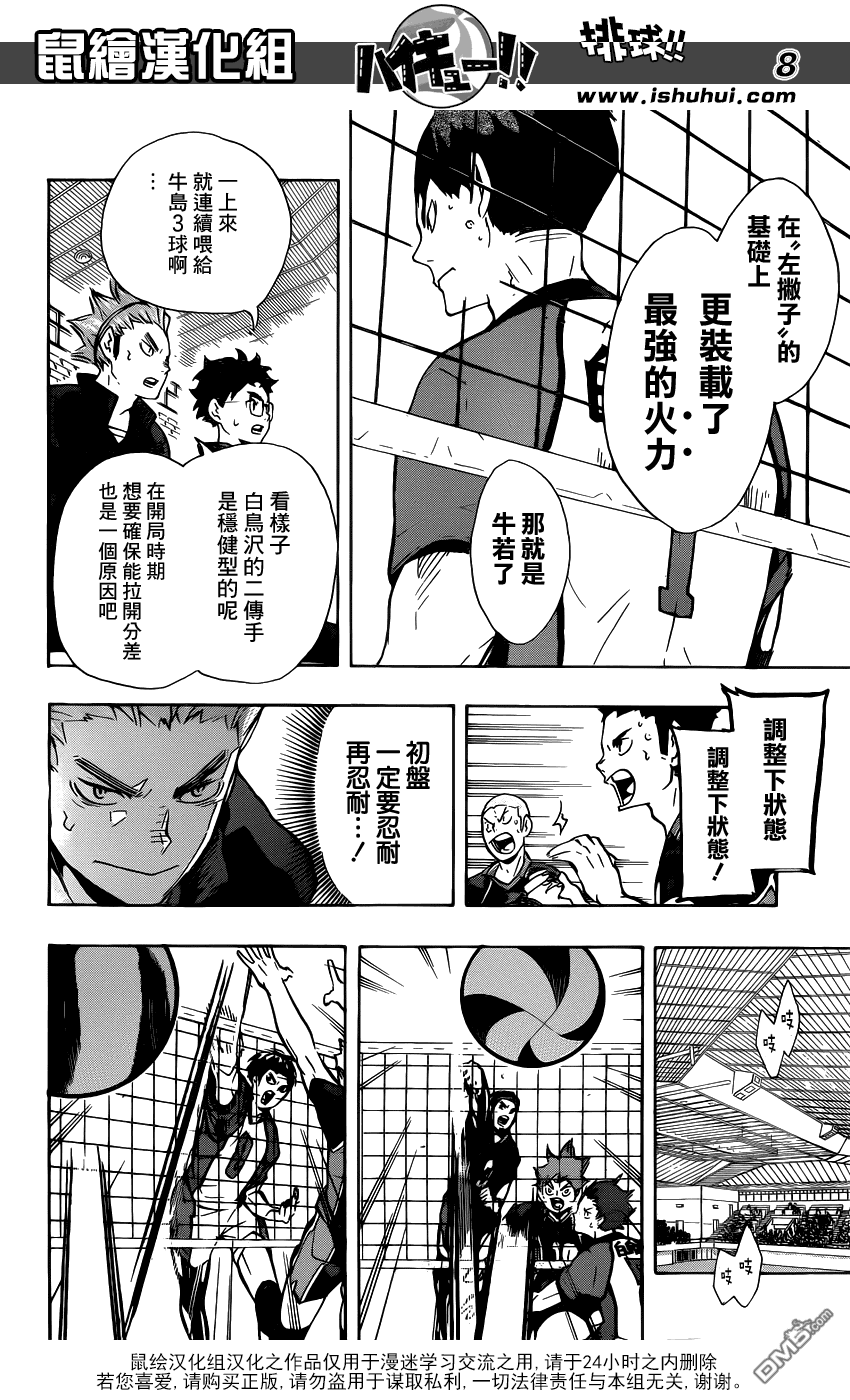 鼠繪漢化組
ハイキュー!!
排球!!
8
www.ishuhui.com
在“左撇子”的
基礎上
更裝載了
最強的火力
那就是
牛若了
一上來
就連續喂給
牛島3球啊
…
看樣子
白鳥沢的二傳手
是穩健型的呢
在開局時期
想要確保能拉開分差
也是一個原因吧
調整下狀態
調整下狀態！
初盤
一定要忍耐
再忍耐…！
吱
吱
吱
吱
鼠绘汉化组汉化之作品仅用于漫迷学习交流之用,请于24小时之内删除
若您喜爱,请购买正版,请勿盗用于谋取私利,一切法律责任与本组无关,谢谢.
DM5.com